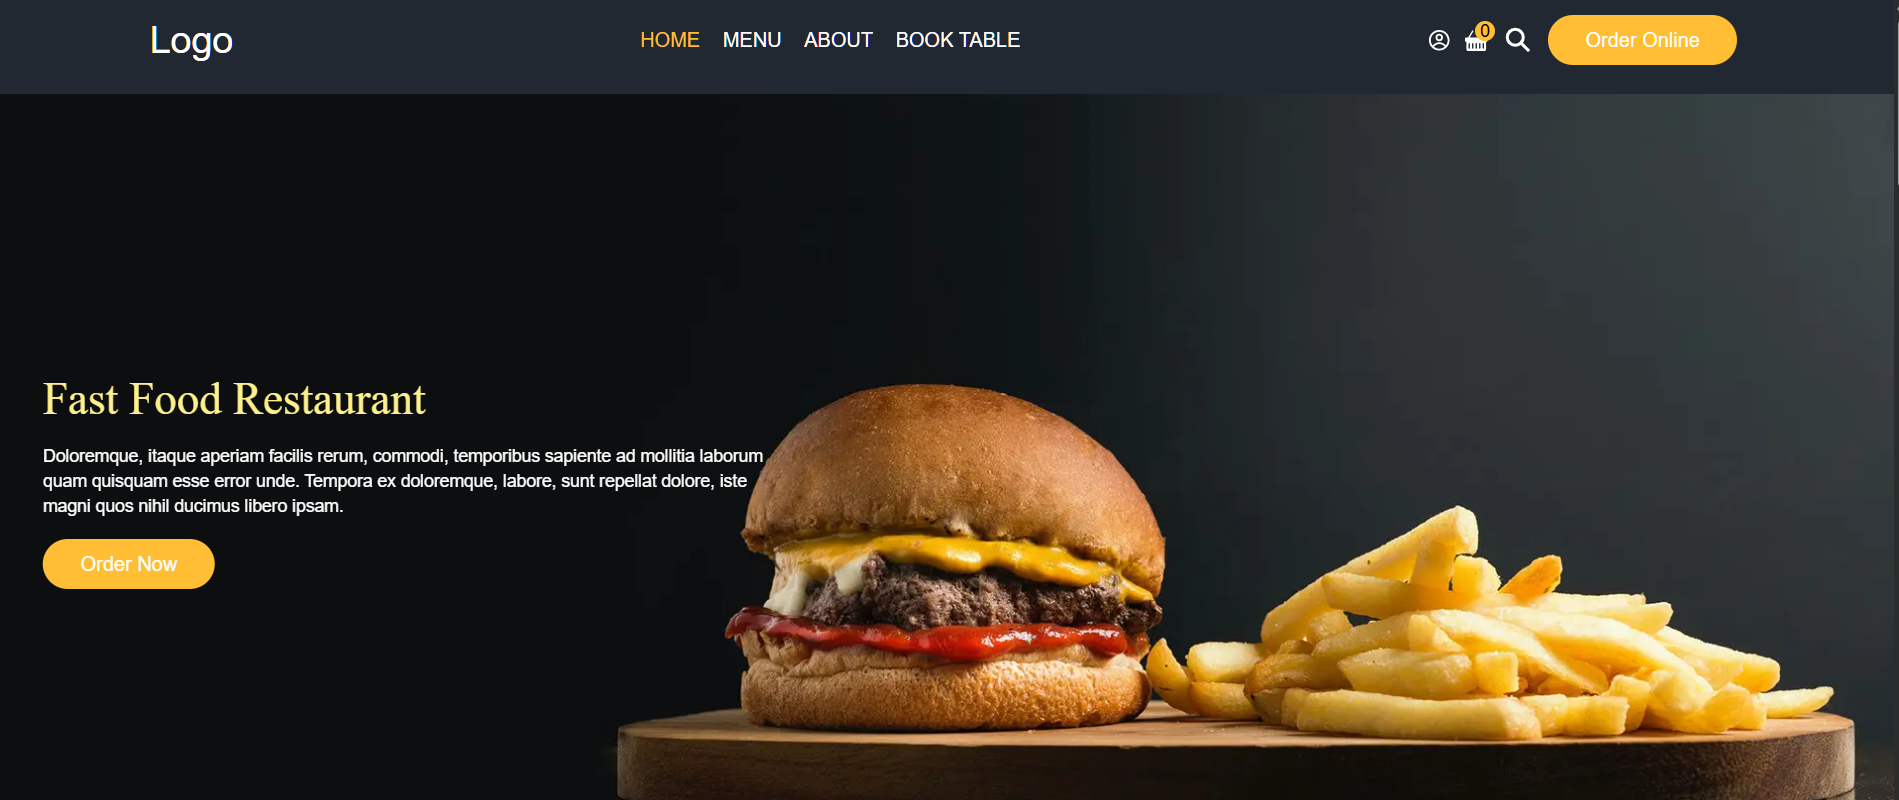 Logo
HOME MENU ABOUT BOOK TABLE
0
Order Online
Fast Food Restaurant
Doloremque, itaque aperiam facilis rerum, commodi, temporibus sapiente ad mollitia laborum
quam quisquam esse error unde. Tempora ex doloremque, labore, sunt repellat dolore, iste
magni quos nihil ducimus libero ipsam.
Order Now